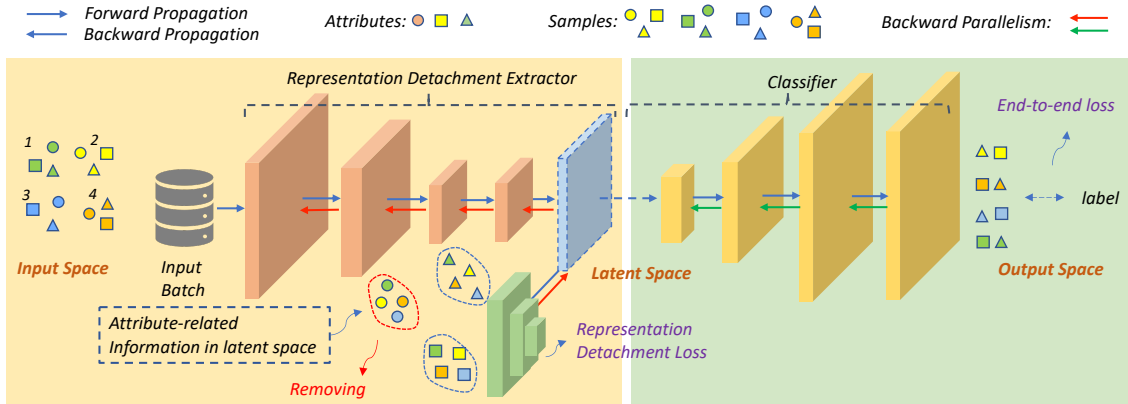 Forward Propagation
Backward Propagation
Attributes:
Samples:
Backward Parallelism:
Representation Detachment Extractor
Classifier
End-to-end loss
1
2
3
4
label
Input Space
Input
Batch
Latent Space
Output Space
Attribute-related
Information in latent space
Removing
Representation
Detachment Loss